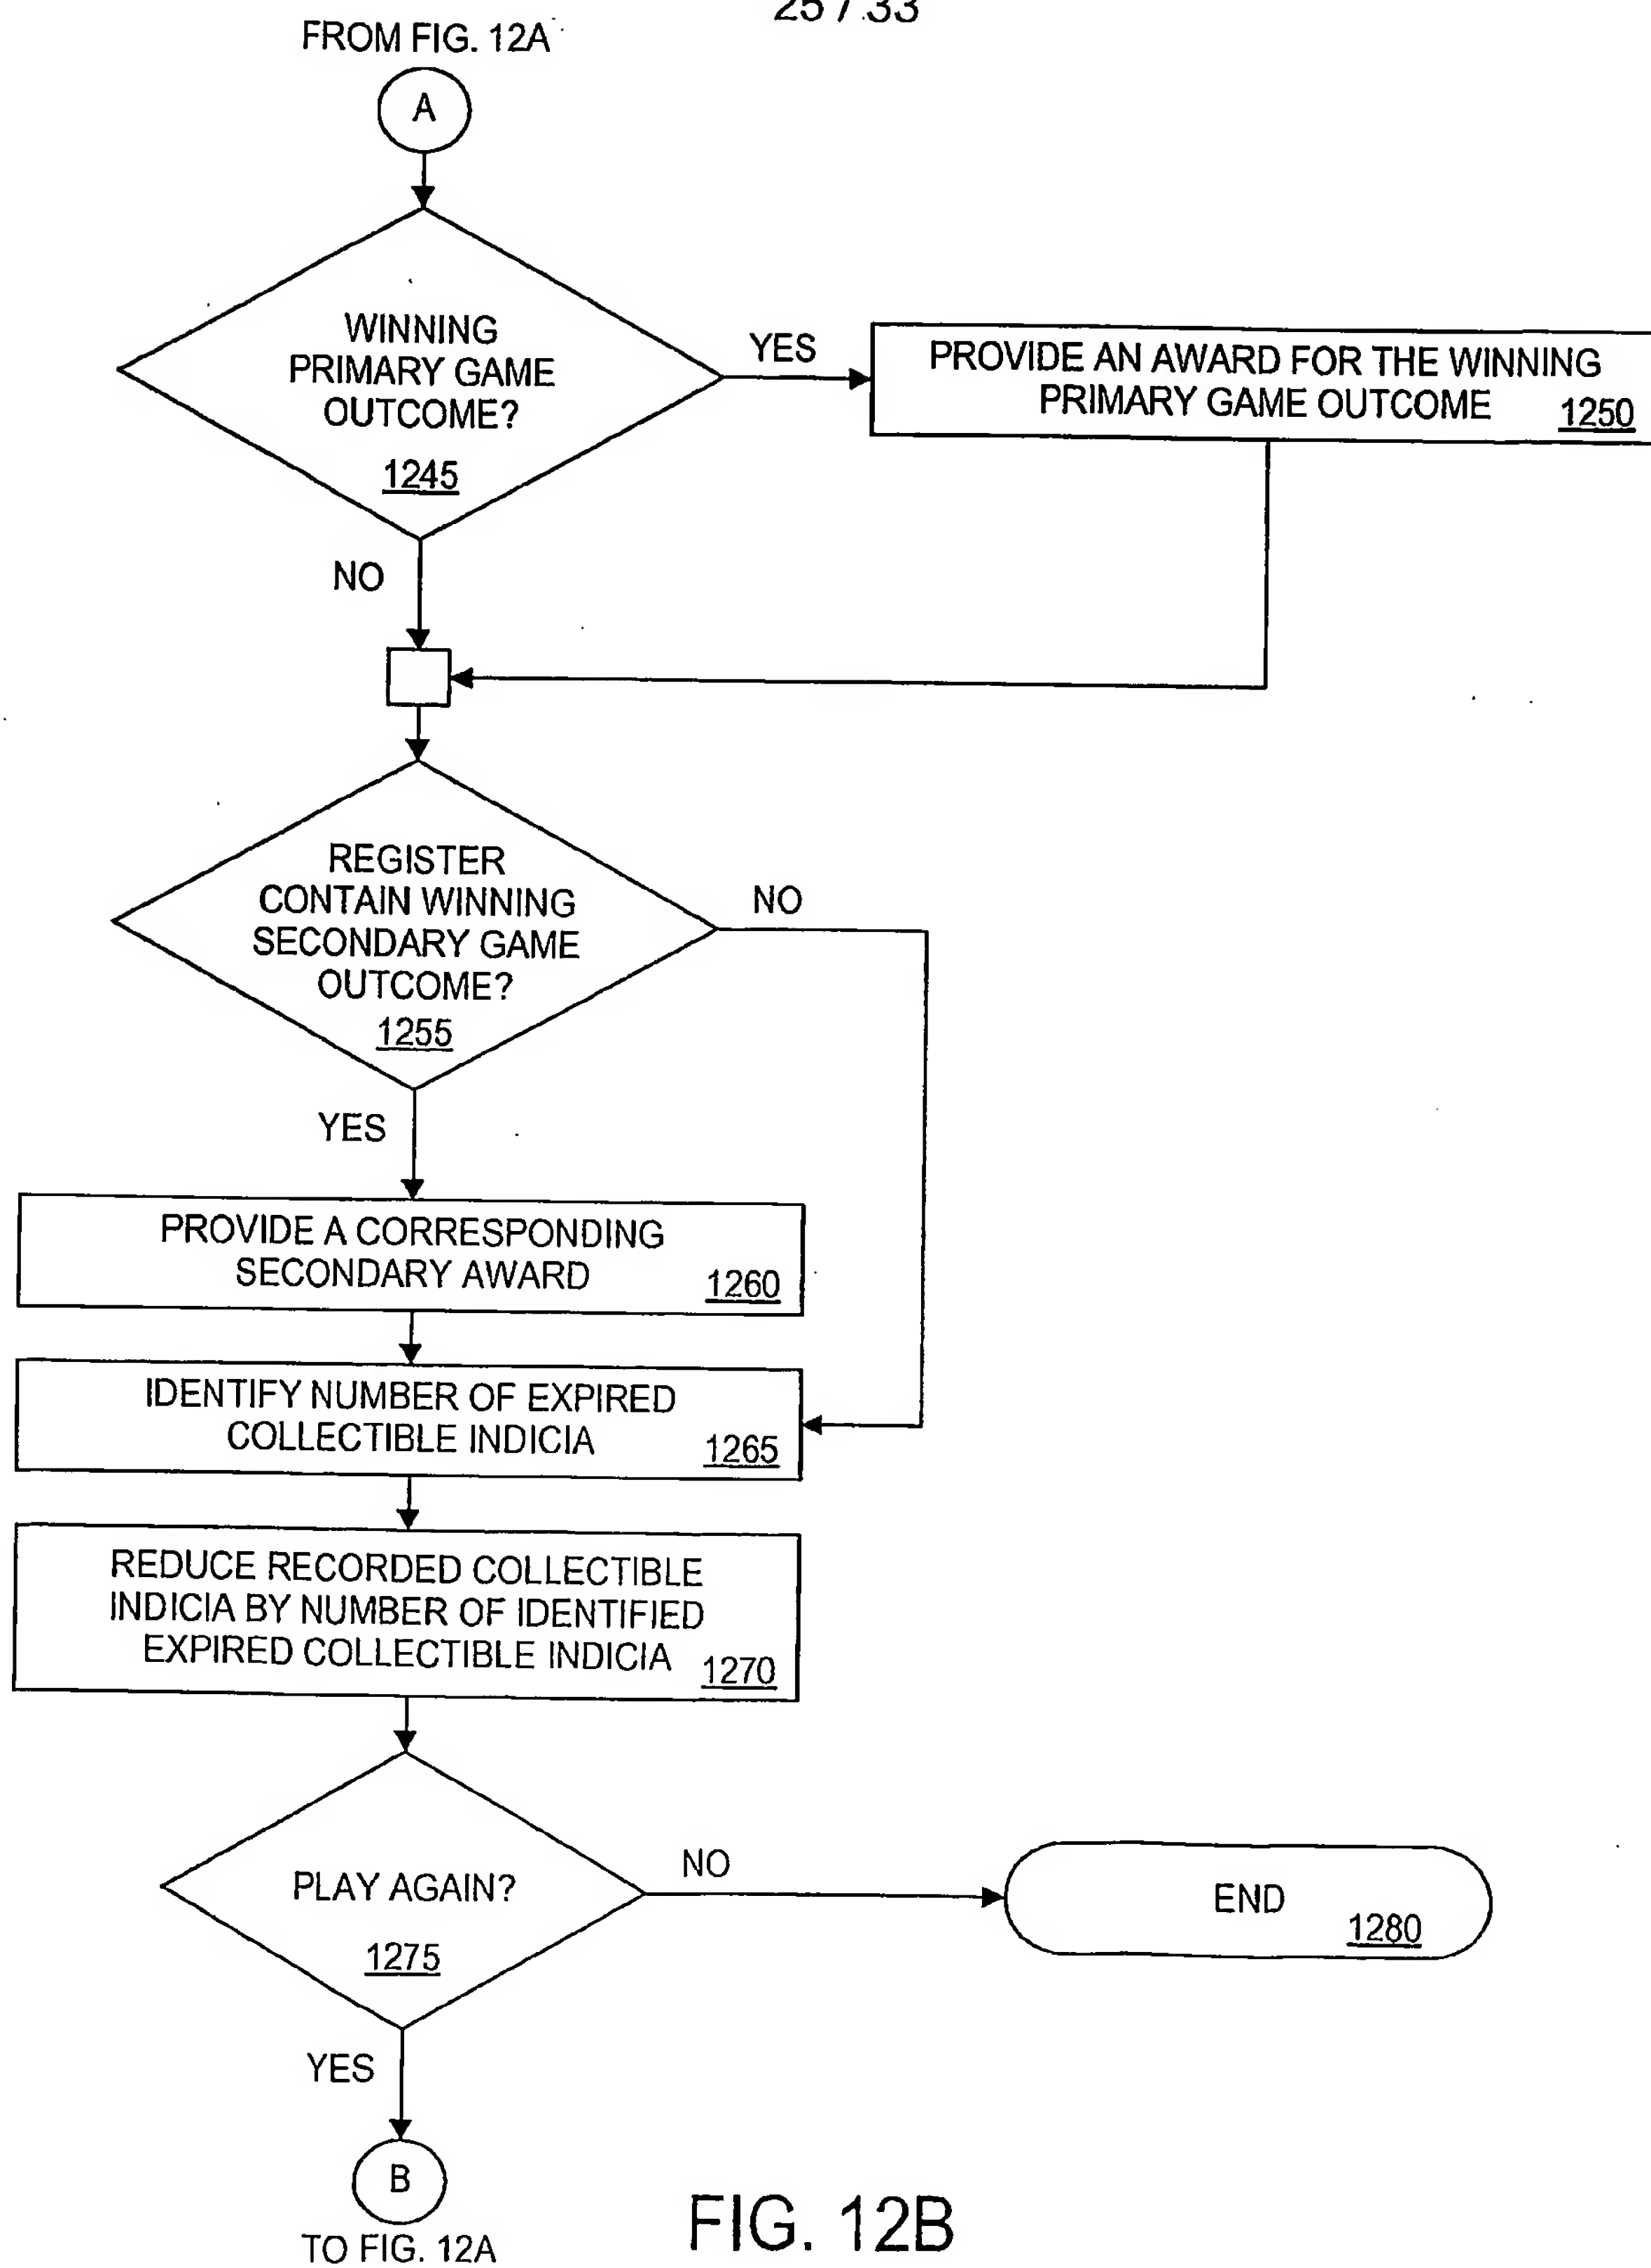 25 / 33
FROM FIG. 12A
A
WINNING
PRIMARY GAME
OUTCOME?
1245
YES
PROVIDE AN AWARD FOR THE WINNING
PRIMARY GAME OUTCOME 1250
NO
REGISTER
CONTAIN WINNING
SECONDARY GAME
OUTCOME?
1255
NO
YES
PROVIDE A CORRESPONDING
SECONDARY AWARD 1260
IDENTIFY NUMBER OF EXPIRED
COLLECTIBLE INDICIA 1265
REDUCE RECORDED COLLECTIBLE
INDICIA BY NUMBER OF IDENTIFIED
EXPIRED COLLECTIBLE INDICIA 1270
PLAY AGAIN?
1275
NO
END
1280
YES
B
TO FIG. 12A
FIG. 12B